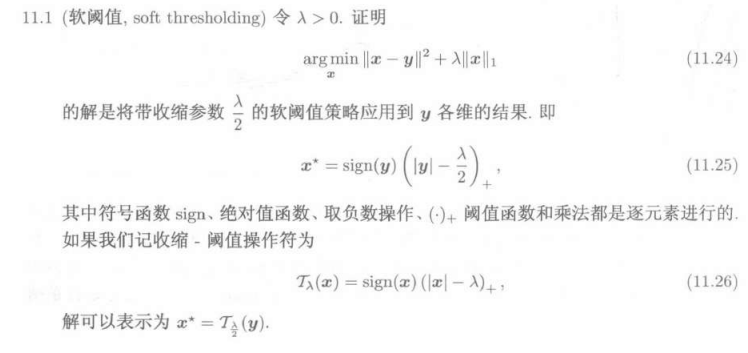 11.1 (软阈值, soft thresholding) 令 λ > 0. 证明
arg min_x ‖x − y‖² + λ‖x‖₁ (11.24)
的解是将带收缩参数 λ/2 的软阈值策略应用到 y 各维的结果. 即
x⋆ = sign(y) (|y| − λ/2)₊, (11.25)
其中符号函数 sign、绝对值函数、取负数操作、(·)₊ 阈值函数和乘法都是逐元素进行的.
如果我们记收缩 - 阈值操作符为
𝒯_λ(x) = sign(x) (|x| − λ)₊, (11.26)
解可以表示为 x⋆ = 𝒯_{λ/2}(y).